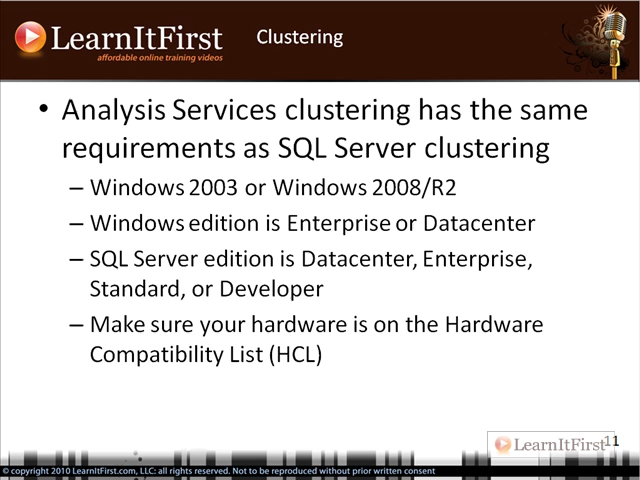 LearnItFirst
affordable online training videos
Clustering
• Analysis Services clustering has the same
requirements as SQL Server clustering
– Windows 2003 or Windows 2008/R2
– Windows edition is Enterprise or Datacenter
– SQL Server edition is Datacenter, Enterprise,
Standard, or Developer
– Make sure your hardware is on the Hardware
Compatibility List (HCL)
LearnItFirst
11
© copyright 2010 LearnItFirst.com, LLC: all rights reserved. Not to be reproduced without prior written consent